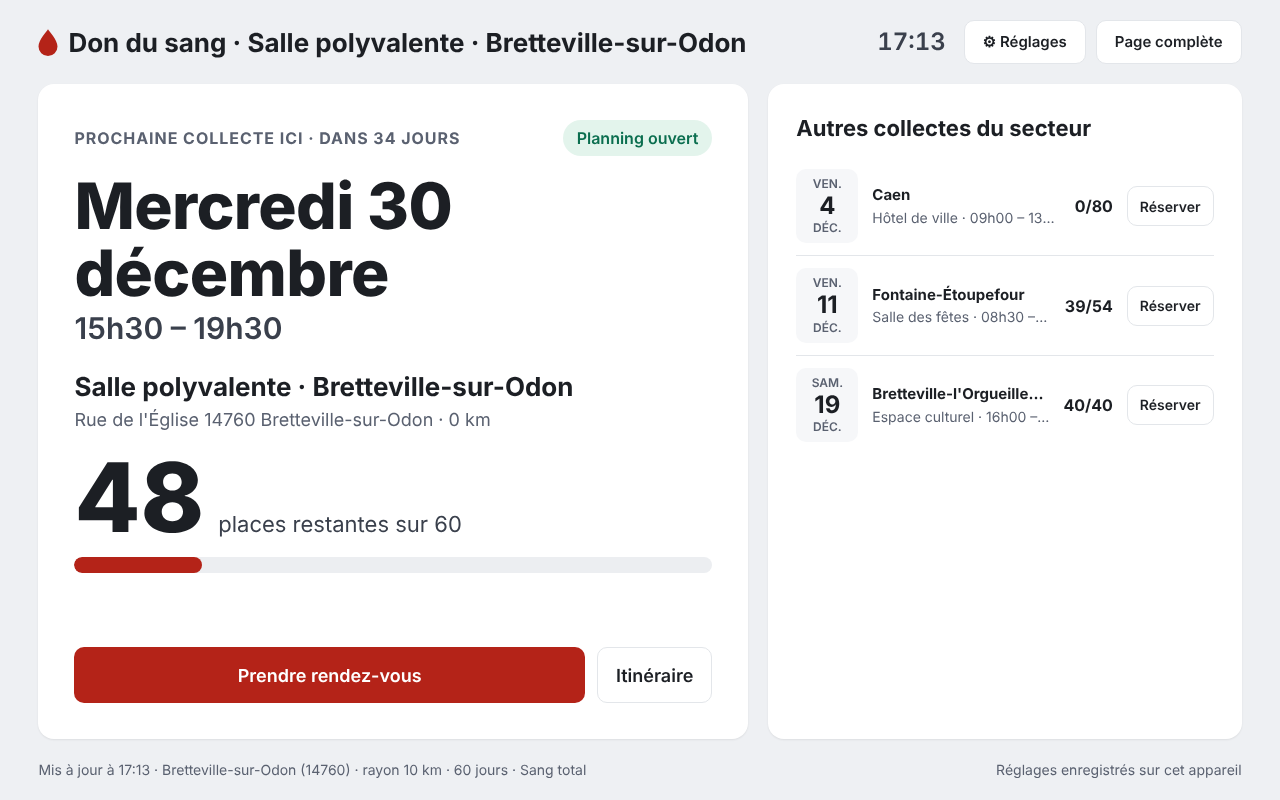 Don du sang · Salle polyvalente · Bretteville-sur-Odon
17:13
⚙ Réglages
Page complète
PROCHAINE COLLECTE ICI · DANS 34 JOURS
Planning ouvert
Mercredi 30
décembre
15h30 – 19h30
Salle polyvalente · Bretteville-sur-Odon
Rue de l'Église 14760 Bretteville-sur-Odon · 0 km
48 places restantes sur 60
Prendre rendez-vous
Itinéraire
Autres collectes du secteur
VEN.
4
DÉC.
Caen
Hôtel de ville · 09h00 – 13...
0/80
Réserver
VEN.
11
DÉC.
Fontaine-Étoupefour
Salle des fêtes · 08h30 –...
39/54
Réserver
SAM.
19
DÉC.
Bretteville-l'Orgueille...
Espace culturel · 16h00 –...
40/40
Réserver
Mis à jour à 17:13 · Bretteville-sur-Odon (14760) · rayon 10 km · 60 jours · Sang total
Réglages enregistrés sur cet appareil